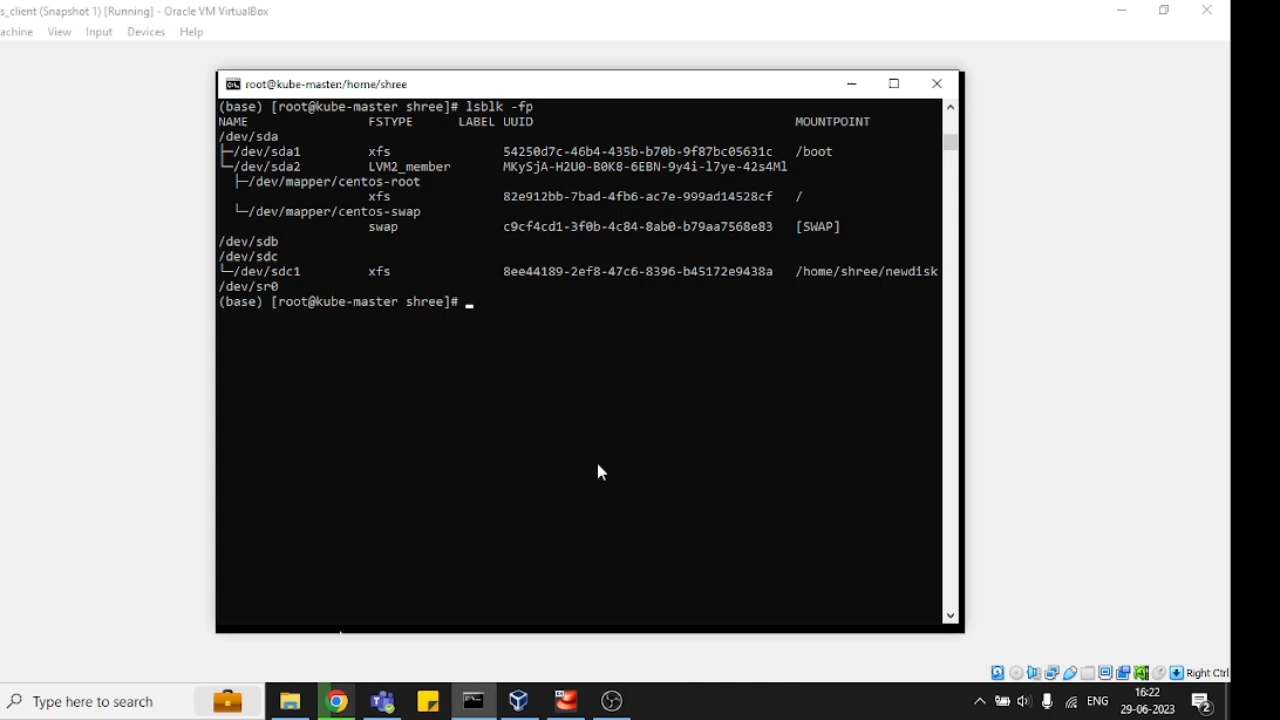 s_client (Snapshot 1) [Running] - Oracle VM VirtualBox
achine View Input Devices Help
root@kube-master:/home/shree
(base) [root@kube-master shree]# lsblk -fp
NAME FSTYPE LABEL UUID MOUNTPOINT
/dev/sda
├─/dev/sda1 xfs 54250d7c-46b4-435b-b70b-9f87bc05631c /boot
└─/dev/sda2 LVM2_member MKySjA-H2U0-B0K8-6EBN-9y4i-l7ye-42s4Ml
├─/dev/mapper/centos-root
xfs 82e912bb-7bad-4fb6-ac7e-999ad14528cf /
└─/dev/mapper/centos-swap
swap c9cf4cd1-3f0b-4c84-8ab0-b79aa7568e83 [SWAP]
/dev/sdb
/dev/sdc
└─/dev/sdc1 xfs 8ee44189-2ef8-47c6-8396-b45172e9438a /home/shree/newdisk
/dev/sr0
(base) [root@kube-master shree]#
Right Ctrl
Type here to search
ENG
16:22
29-06-2023
2